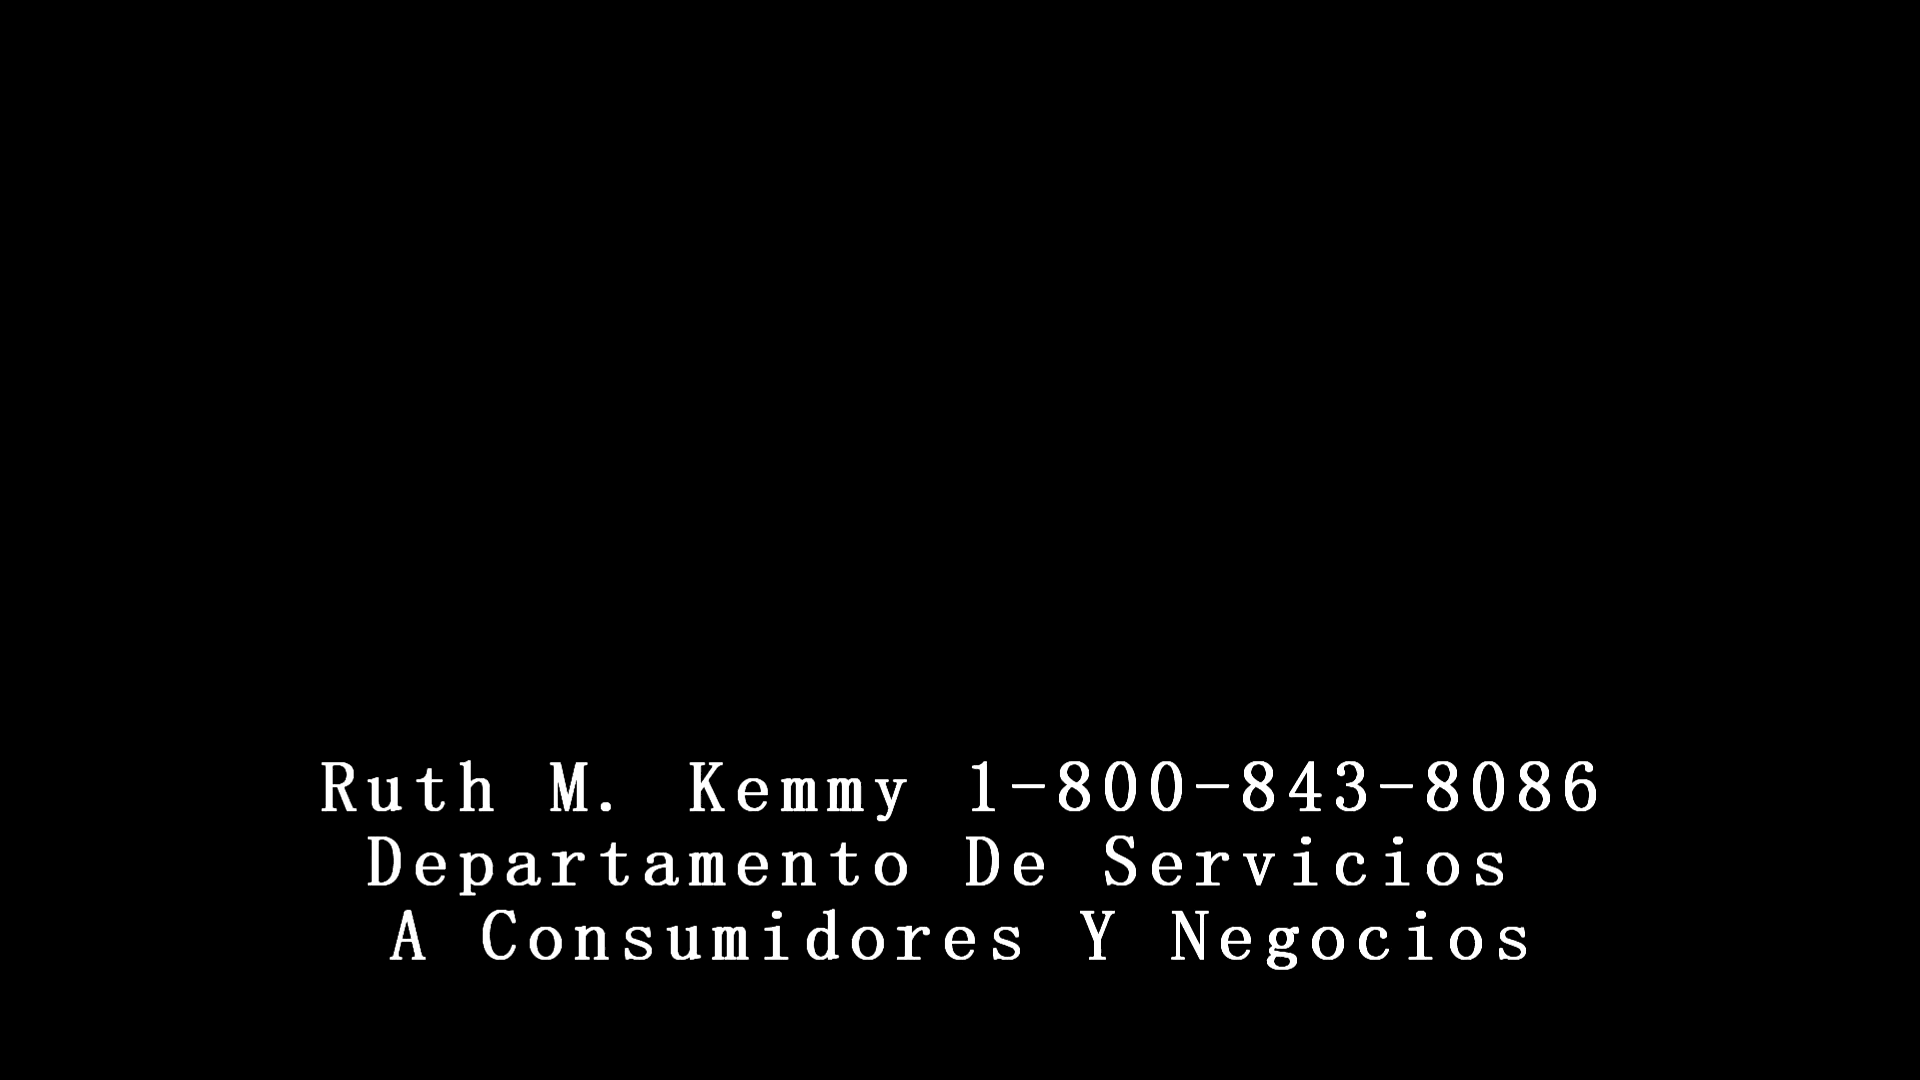 Ruth M. Kemmy 1-800-843-8086
Departamento De Servicios
A Consumidores Y Negocios